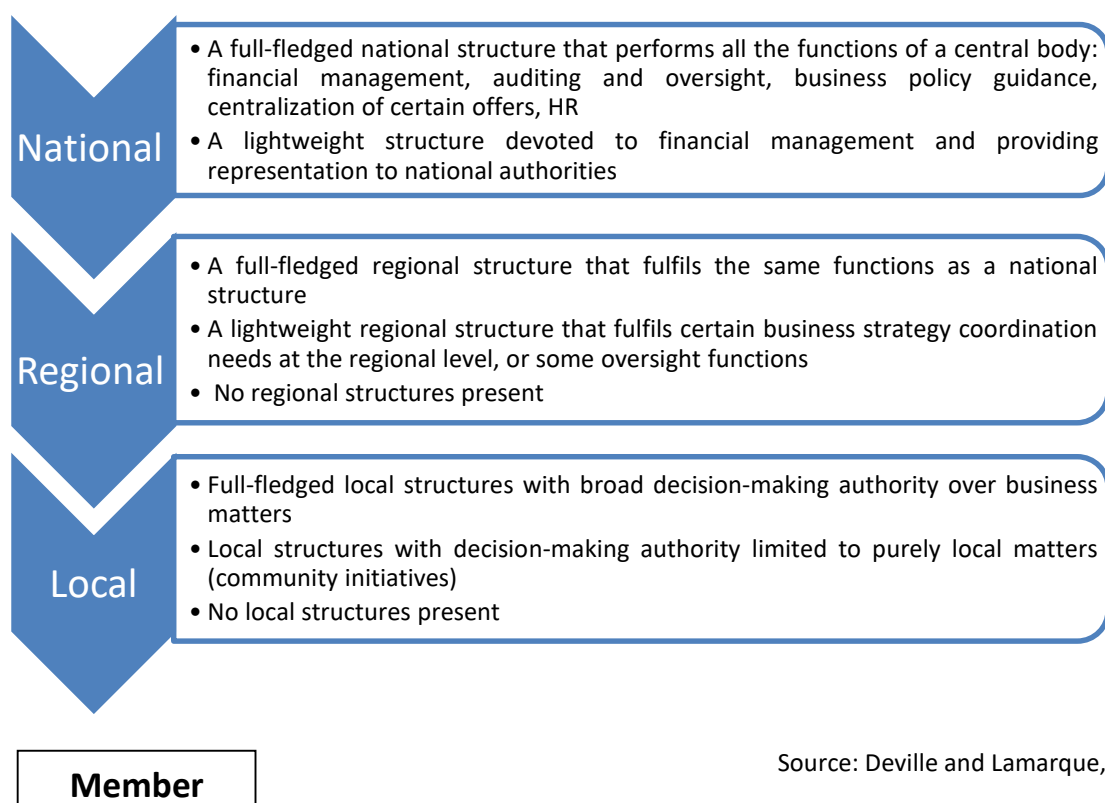 National
• A full-fledged national structure that performs all the functions of a central body:
financial management, auditing and oversight, business policy guidance,
centralization of certain offers, HR
• A lightweight structure devoted to financial management and providing
representation to national authorities
Regional
• A full-fledged regional structure that fulfils the same functions as a national
structure
• A lightweight regional structure that fulfils certain business strategy coordination
needs at the regional level, or some oversight functions
• No regional structures present
Local
• Full-fledged local structures with broad decision-making authority over business
matters
• Local structures with decision-making authority limited to purely local matters
(community initiatives)
• No local structures present
Member
Source: Deville and Lamarque,